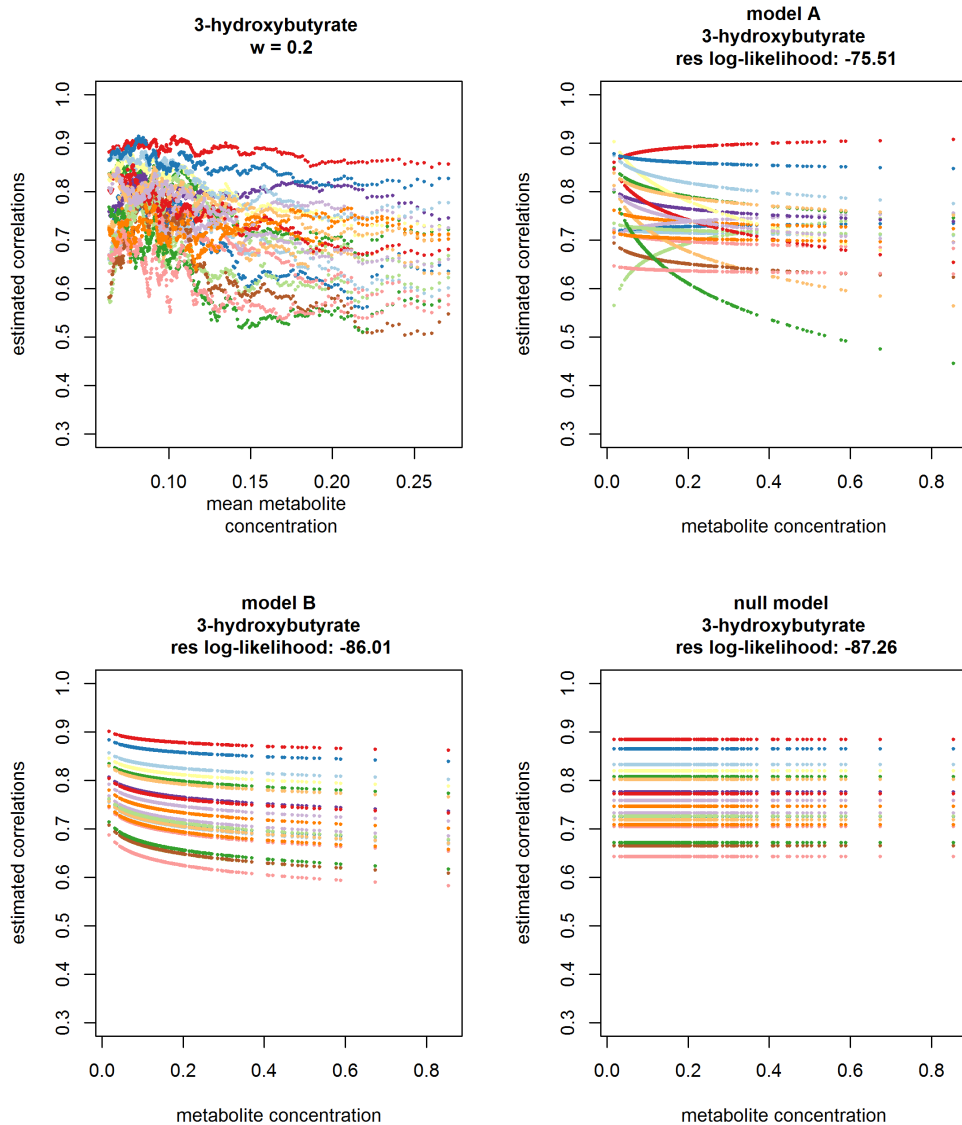 3-hydroxybutyrate
w = 0.2
estimated correlations
1.0
0.9
0.8
0.7
0.6
0.5
0.4
0.3
0.10
0.15
0.20
0.25
mean metabolite
concentration
model A
3-hydroxybutyrate
res log-likelihood: -75.51
estimated correlations
1.0
0.9
0.8
0.7
0.6
0.5
0.4
0.3
0.0
0.2
0.4
0.6
0.8
metabolite concentration
model B
3-hydroxybutyrate
res log-likelihood: -86.01
estimated correlations
1.0
0.9
0.8
0.7
0.6
0.5
0.4
0.3
0.0
0.2
0.4
0.6
0.8
metabolite concentration
null model
3-hydroxybutyrate
res log-likelihood: -87.26
estimated correlations
1.0
0.9
0.8
0.7
0.6
0.5
0.4
0.3
0.0
0.2
0.4
0.6
0.8
metabolite concentration